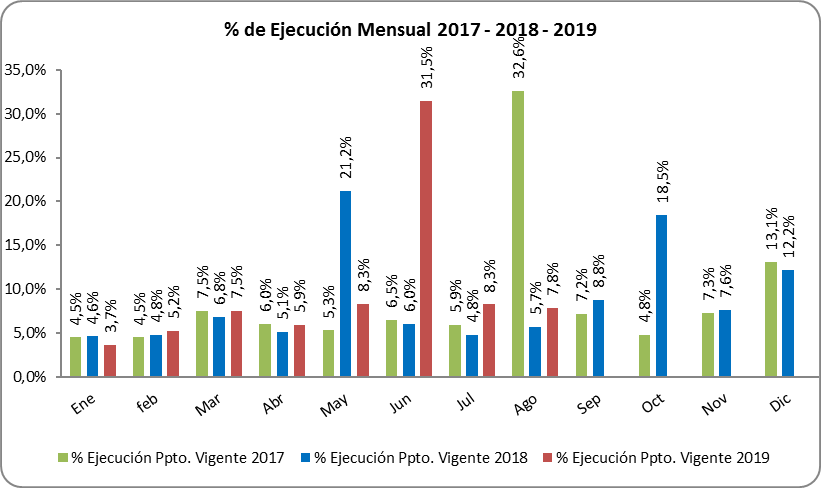 % de Ejecución Mensual 2017 - 2018 - 2019
35,0%
30,0%
25,0%
20,0%
15,0%
10,0%
5,0%
0,0%
4,5%
4,6%
3,7%
4,5%
4,8%
5,2%
7,5%
6,8%
7,5%
6,0%
5,1%
5,9%
5,3%
21,2%
8,3%
6,5%
6,0%
31,5%
5,9%
4,8%
8,3%
32,6%
5,7%
7,8%
7,2%
8,8%
4,8%
18,5%
7,3%
7,6%
13,1%
12,2%
Ene
feb
Mar
Abr
May
Jun
Jul
Ago
Sep
Oct
Nov
Dic
% Ejecución Ppto. Vigente 2017
% Ejecución Ppto. Vigente 2018
% Ejecución Ppto. Vigente 2019